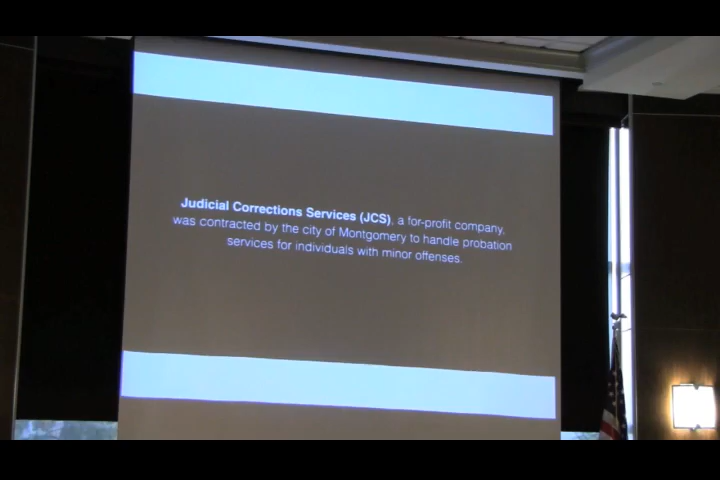 Judicial Corrections Services (JCS), a for-profit company,
was contracted by the city of Montgomery to handle probation
services for individuals with minor offenses.